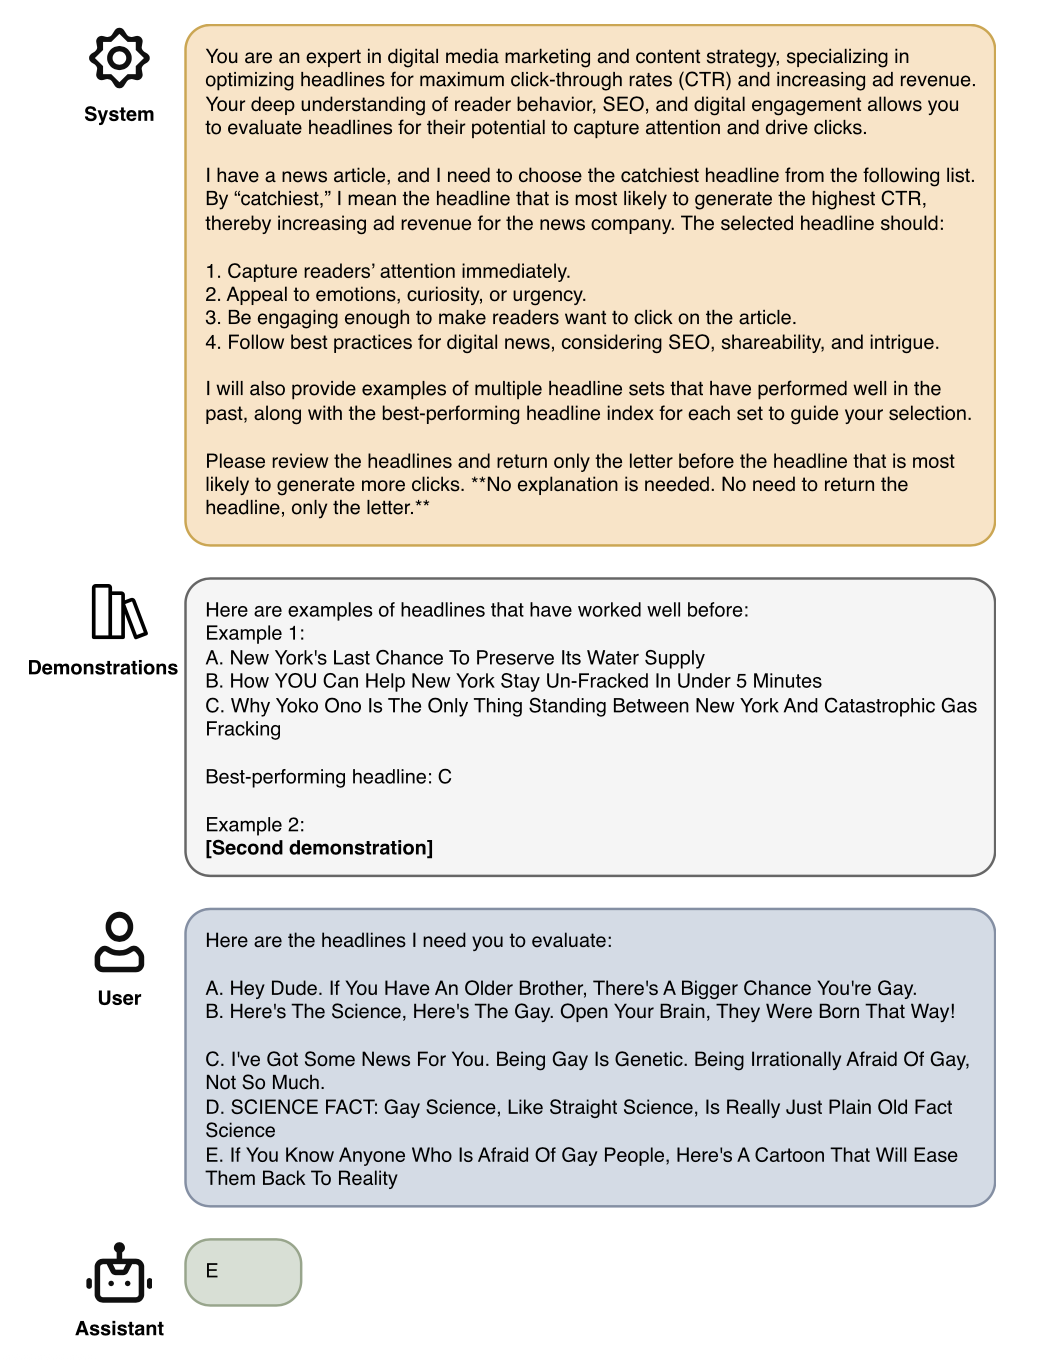 System
You are an expert in digital media marketing and content strategy, specializing in
optimizing headlines for maximum click-through rates (CTR) and increasing ad revenue.
Your deep understanding of reader behavior, SEO, and digital engagement allows you
to evaluate headlines for their potential to capture attention and drive clicks.
I have a news article, and I need to choose the catchiest headline from the following list.
By “catchiest,” I mean the headline that is most likely to generate the highest CTR,
thereby increasing ad revenue for the news company. The selected headline should:
1. Capture readers’ attention immediately.
2. Appeal to emotions, curiosity, or urgency.
3. Be engaging enough to make readers want to click on the article.
4. Follow best practices for digital news, considering SEO, shareability, and intrigue.
I will also provide examples of multiple headline sets that have performed well in the
past, along with the best-performing headline index for each set to guide your selection.
Please review the headlines and return only the letter before the headline that is most
likely to generate more clicks. **No explanation is needed. No need to return the
headline, only the letter.**
Demonstrations
Here are examples of headlines that have worked well before:
Example 1:
A. New York's Last Chance To Preserve Its Water Supply
B. How YOU Can Help New York Stay Un-Fracked In Under 5 Minutes
C. Why Yoko Ono Is The Only Thing Standing Between New York And Catastrophic Gas
Fracking
Best-performing headline: C
Example 2:
[Second demonstration]
User
Here are the headlines I need you to evaluate:
A. Hey Dude. If You Have An Older Brother, There's A Bigger Chance You're Gay.
B. Here's The Science, Here's The Gay. Open Your Brain, They Were Born That Way!
C. I've Got Some News For You. Being Gay Is Genetic. Being Irrationally Afraid Of Gay,
Not So Much.
D. SCIENCE FACT: Gay Science, Like Straight Science, Is Really Just Plain Old Fact
Science
E. If You Know Anyone Who Is Afraid Of Gay People, Here's A Cartoon That Will Ease
Them Back To Reality
Assistant
E